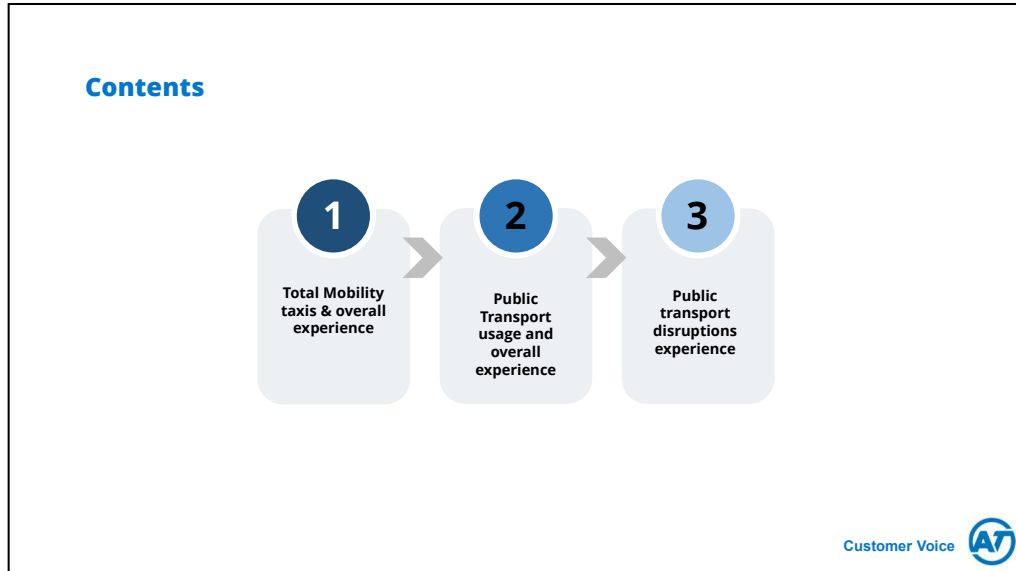 Contents
1
Total Mobility
taxis & overall
experience
2
Public
Transport
usage and
overall
experience
3
Public
transport
disruptions
experience
Customer Voice
AT